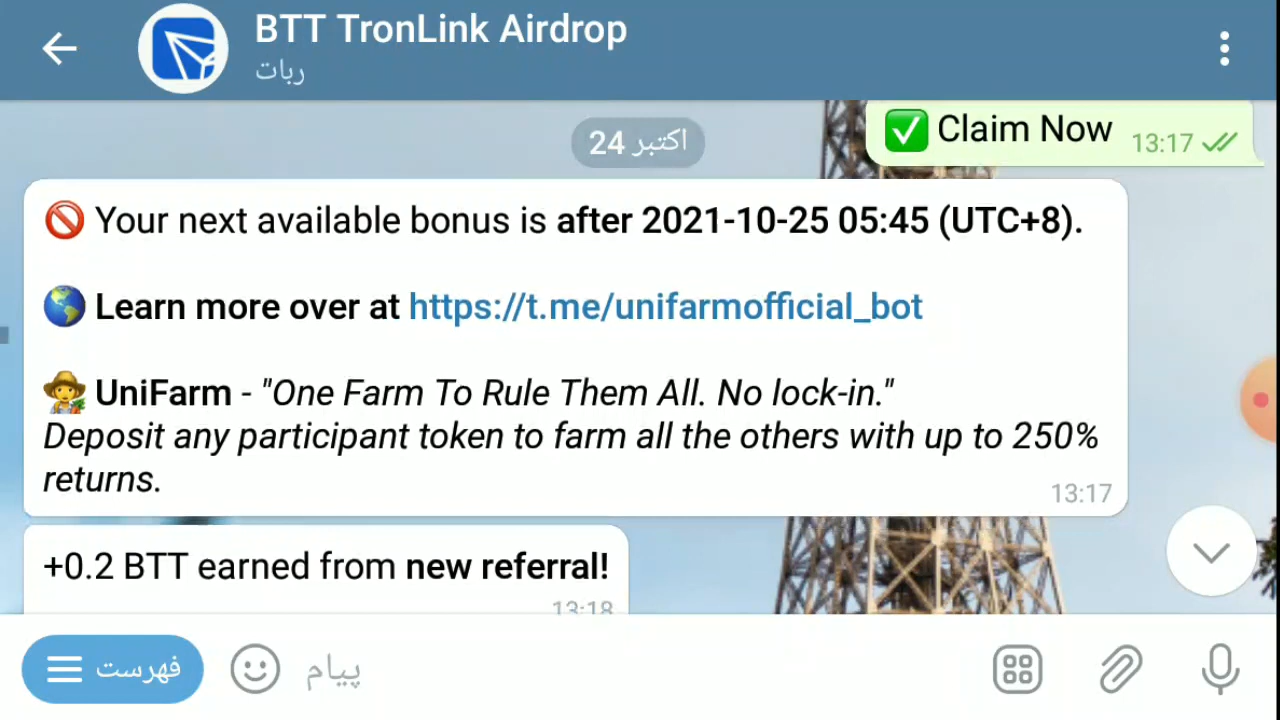 BTT TronLink Airdrop
ربات
✅ Claim Now 13:17
24 اکتبر
🚫 Your next available bonus is after 2021-10-25 05:45 (UTC+8).
🌎 Learn more over at https://t.me/unifarmofficial_bot
🧑‍🌾 UniFarm - "One Farm To Rule Them All. No lock-in."
Deposit any participant token to farm all the others with up to 250%
returns.
13:17
+0.2 BTT earned from new referral!
13:18
فهرست
پیام